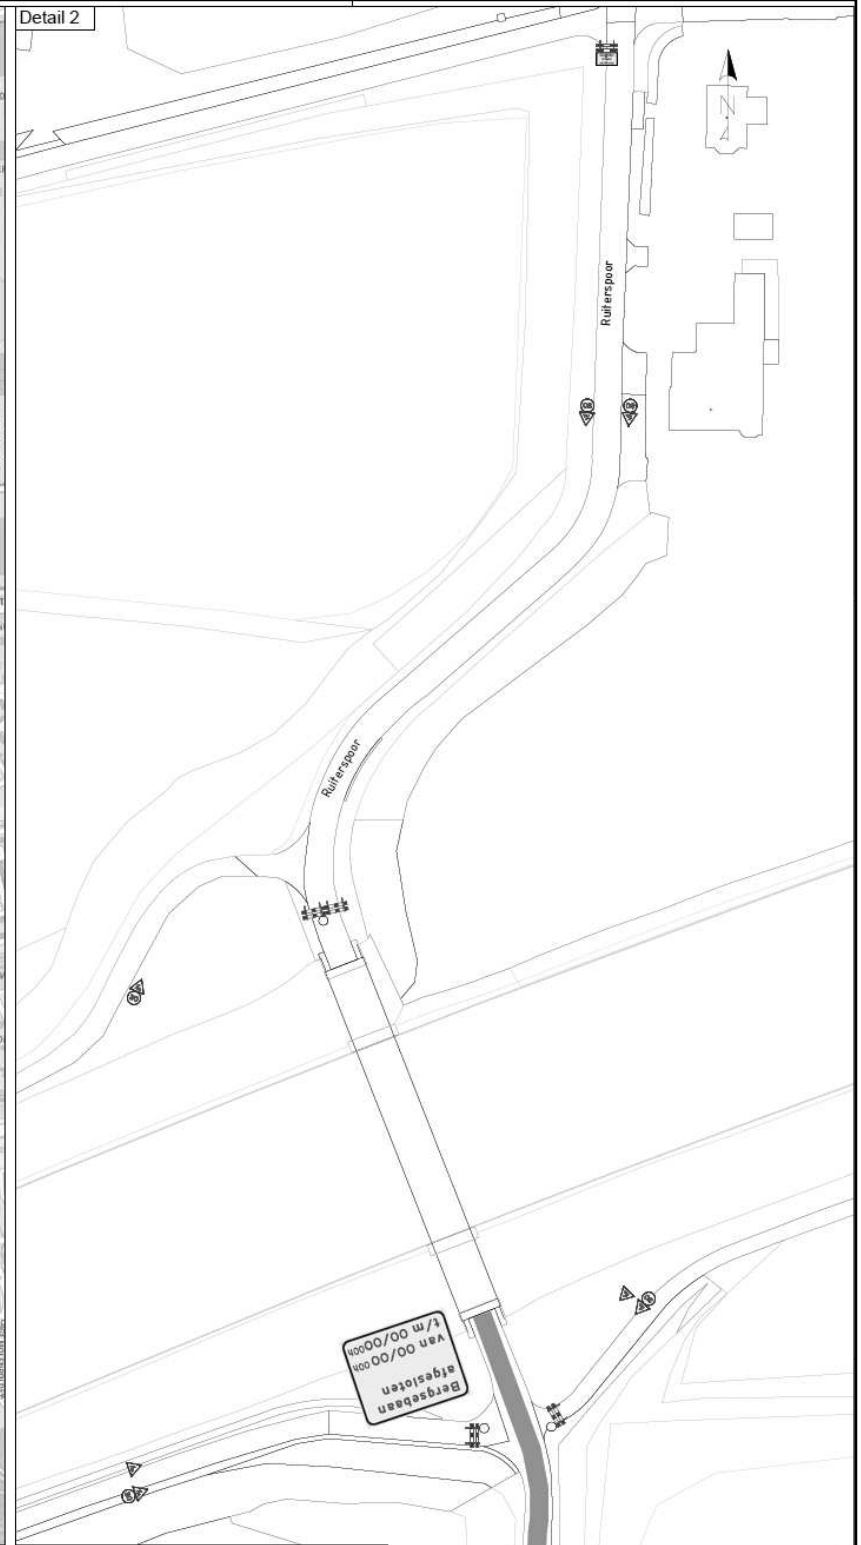 Detail 2
N
Ruiterspoor
Ruiterspoor
Bergsebaan
afgesloten
van 00/00 00h
t/m 00/00 00h